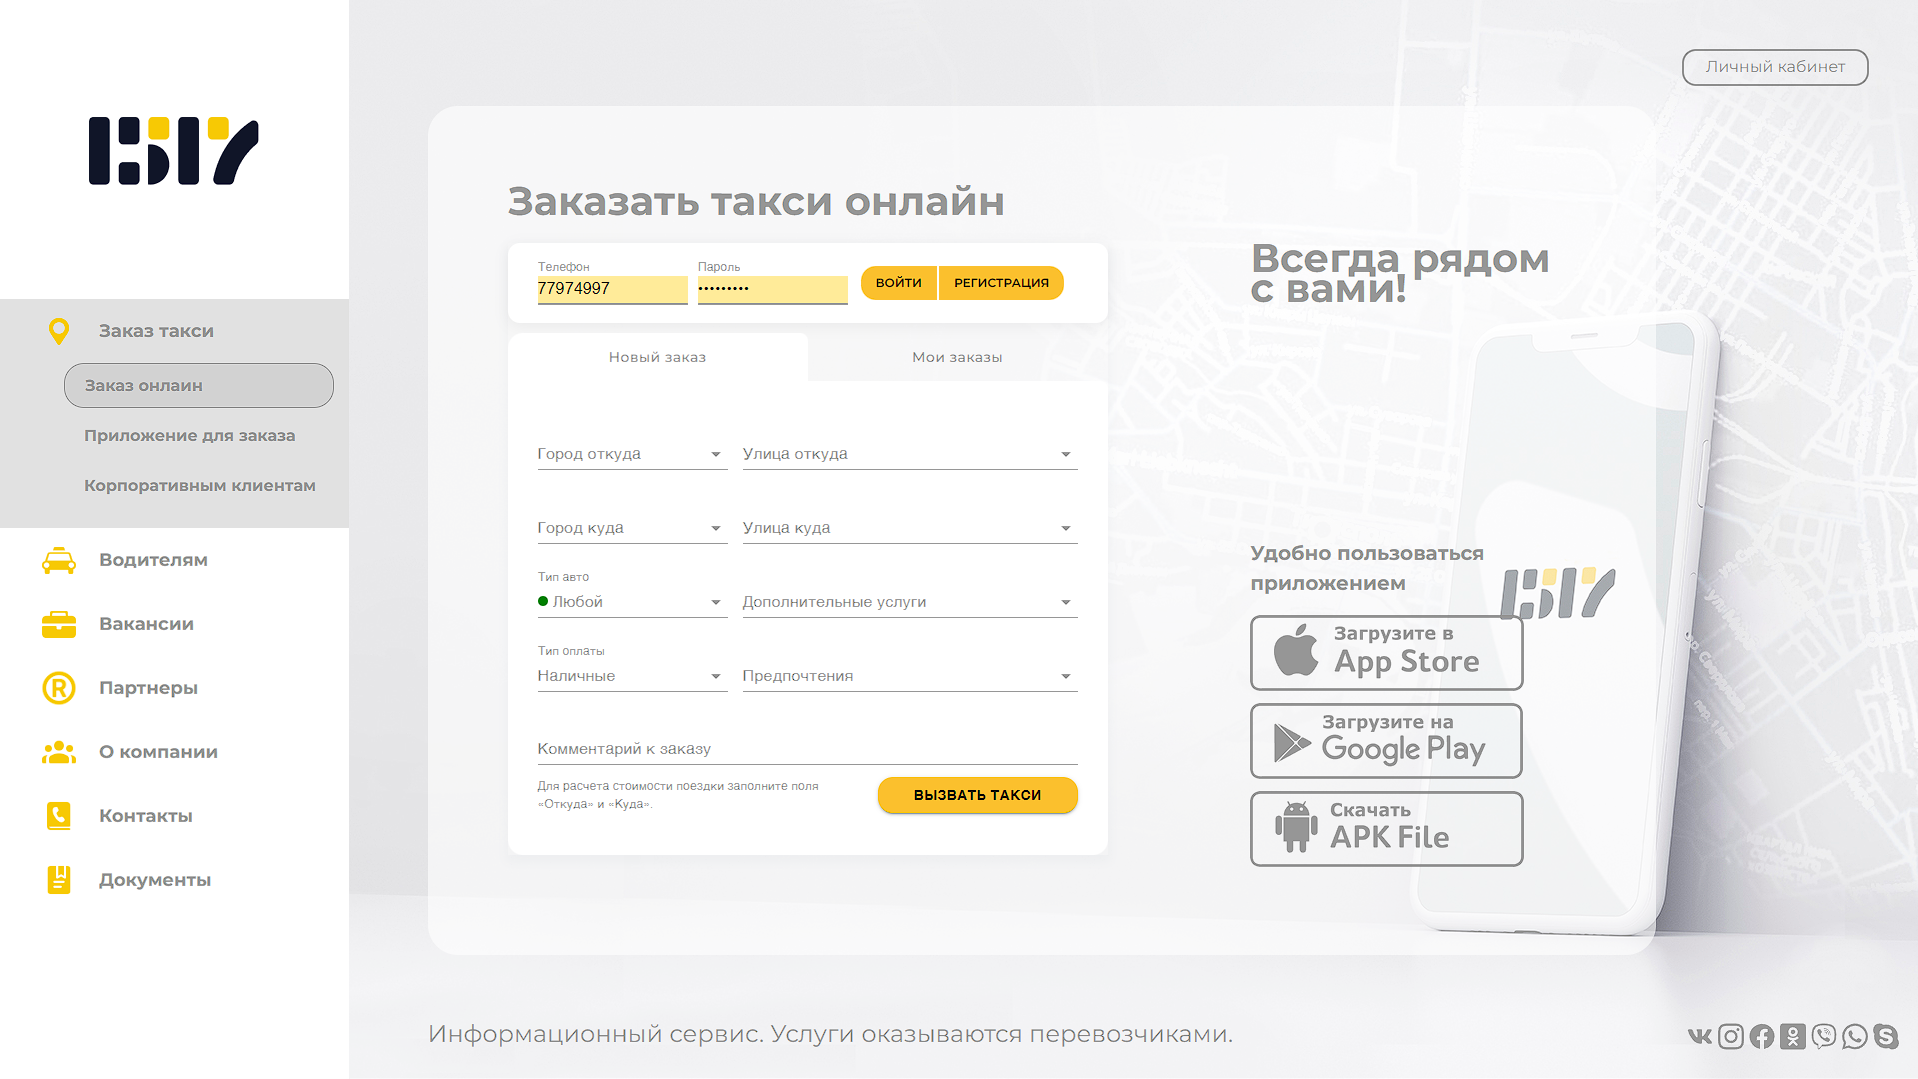 Личный кабинет
Заказ такси
Заказ онлаин
Приложение для заказа
Корпоративным клиентам
Водителям
Вакансии
Партнеры
О компании
Контакты
Документы
Заказать такси онлайн
Телефон
77974997
Пароль
•••••••••
ВОЙТИ
РЕГИСТРАЦИЯ
Новый заказ
Мои заказы
Город откуда
Улица откуда
Город куда
Улица куда
Тип авто
Любой
Дополнительные услуги
Тип оплаты
Наличные
Предпочтения
Комментарий к заказу
Для расчета стоимости поездки заполните поля
«Откуда» и «Куда».
ВЫЗВАТЬ ТАКСИ
Всегда рядом
с вами!
Удобно пользоваться
приложением
Загрузите в
App Store
Загрузите на
Google Play
Скачать
APK File
Информационный сервис. Услуги оказываются перевозчиками.